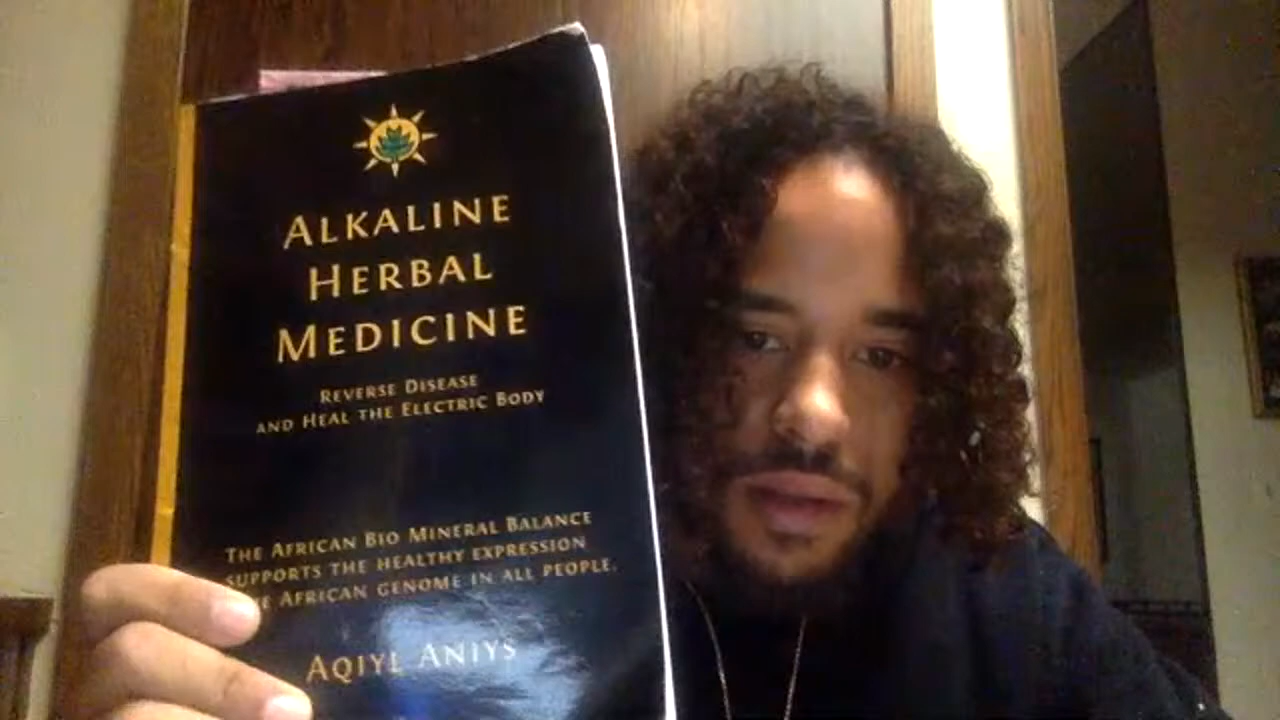 ALKALINE
HERBAL
MEDICINE
REVERSE DISEASE
AND HEAL THE ELECTRIC BODY
THE AFRICAN BIO MINERAL BALANCE
SUPPORTS THE HEALTHY EXPRESSION
AFRICAN GENOME IN ALL PEOPLE.
AQIYL ANIYS